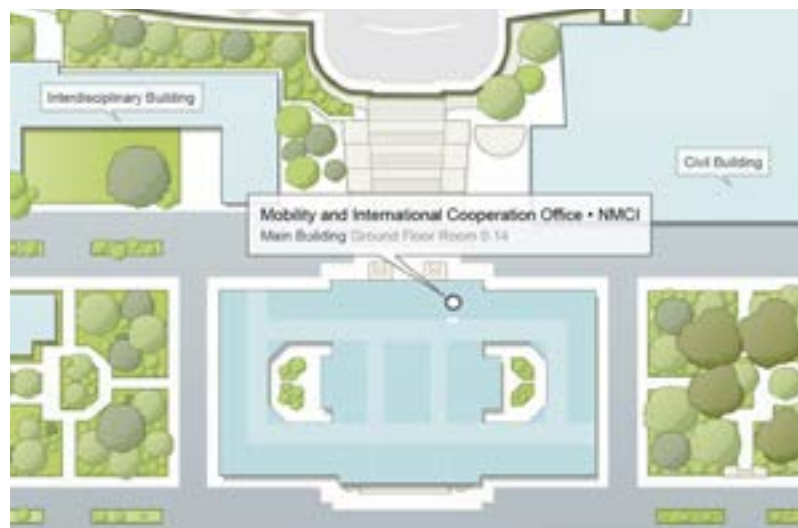 Interdisciplinary Building
Civil Building
Mobility and International Cooperation Office • NMCI
Main Building Ground Floor Room 0.14